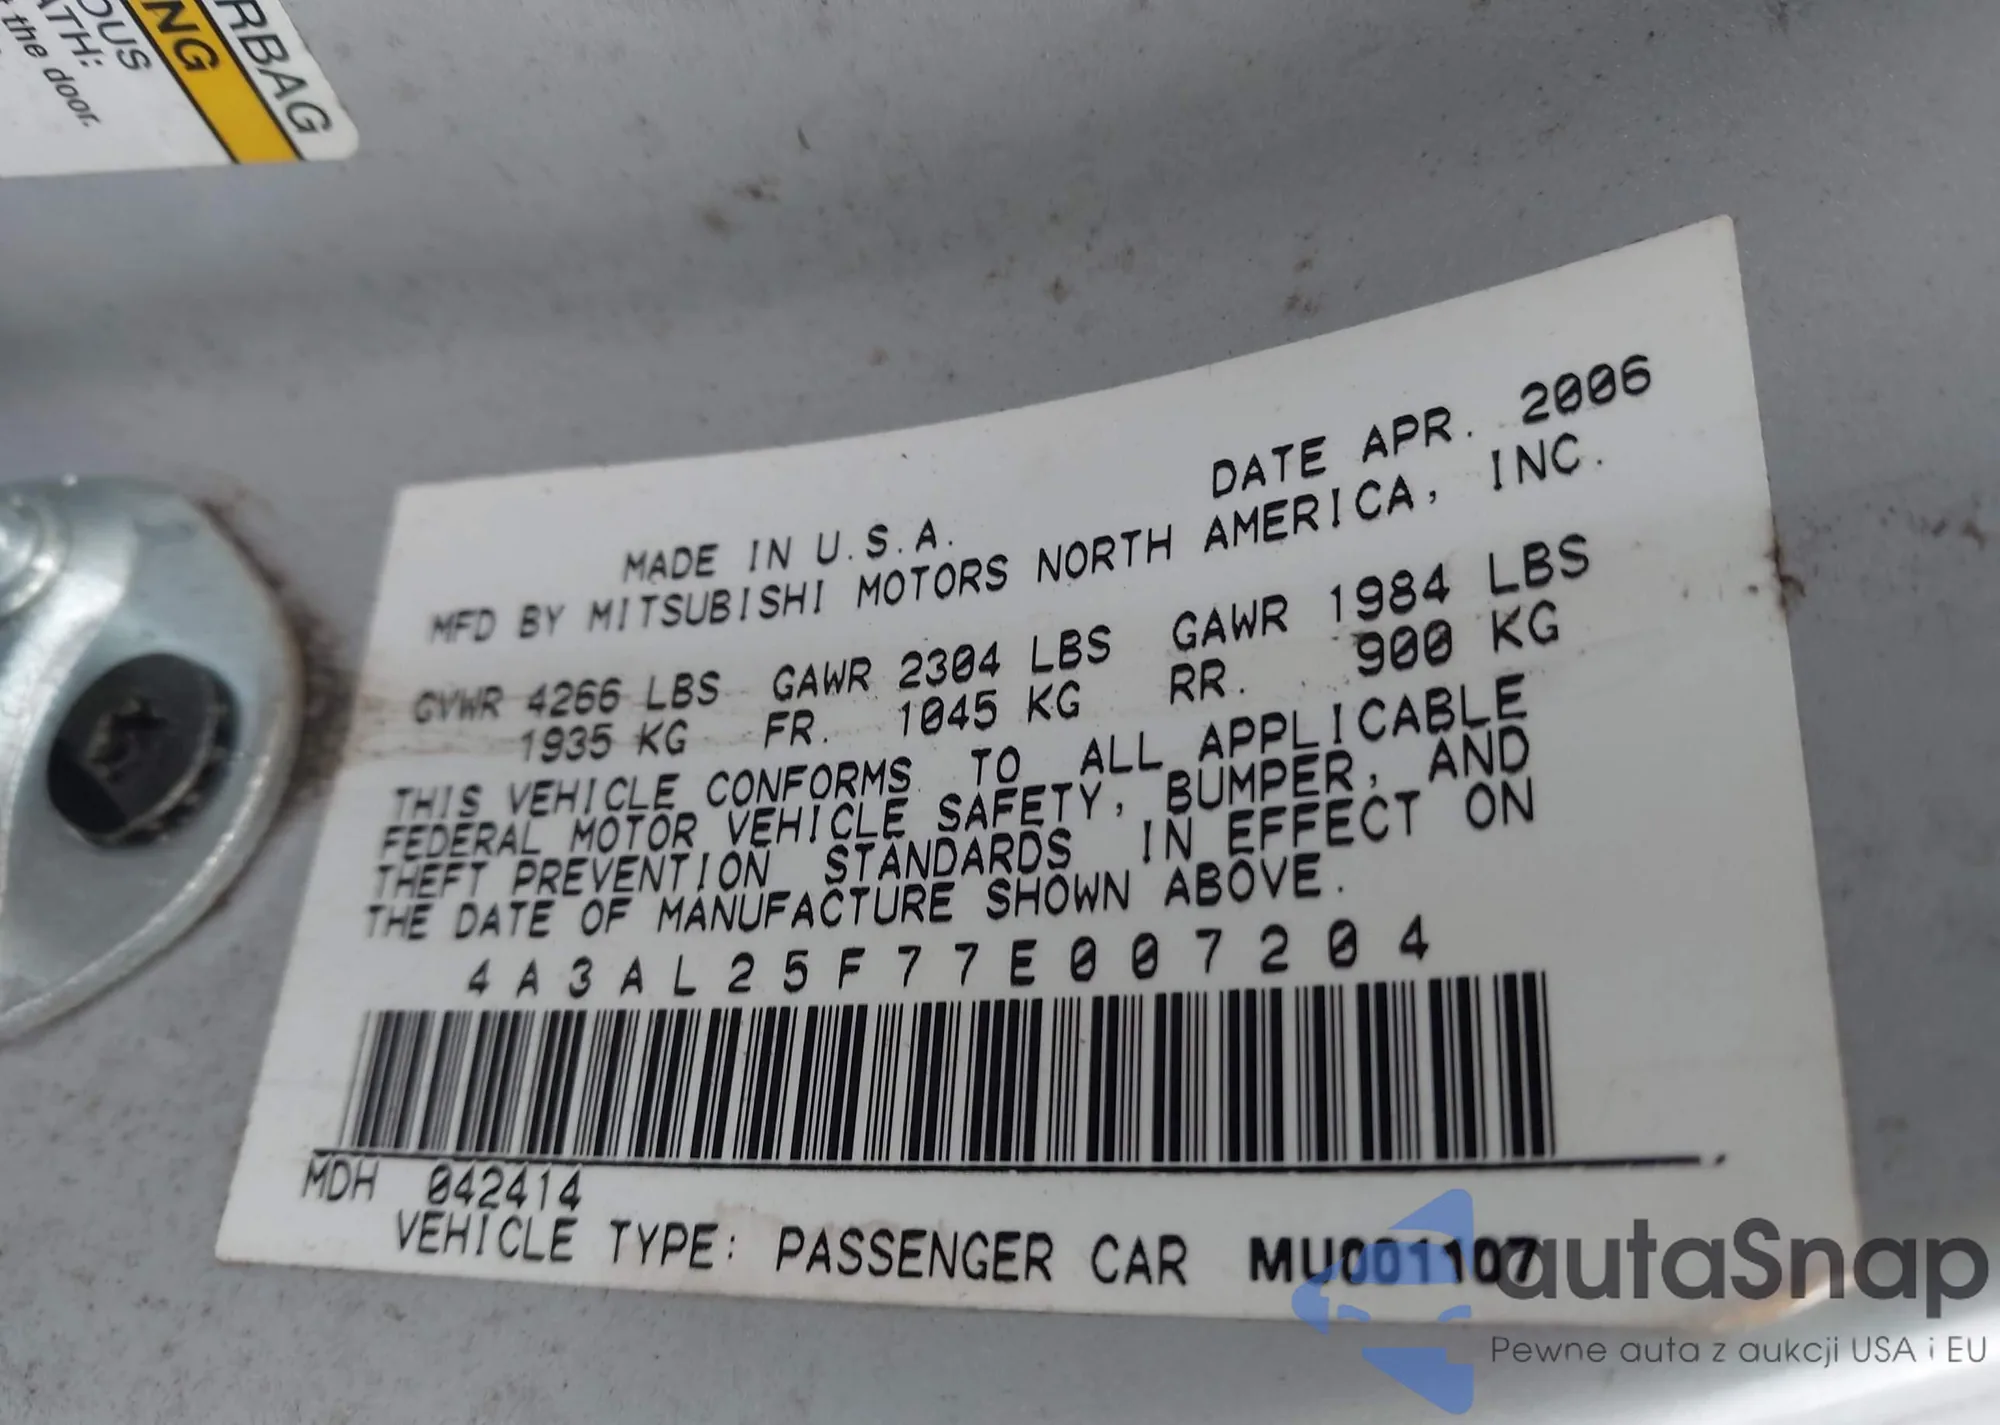 RBAG
NG
OUS
ATH:
the door.
MADE IN U.S.A. DATE APR. 2006
MFD BY MITSUBISHI MOTORS NORTH AMERICA, INC.
GVWR 4266 LBS GAWR 2304 LBS GAWR 1984 LBS
1935 KG FR. 1045 KG RR. 900 KG
THIS VEHICLE CONFORMS TO ALL APPLICABLE
FEDERAL MOTOR VEHICLE SAFETY, BUMPER, AND
THEFT PREVENTION STANDARDS IN EFFECT ON
THE DATE OF MANUFACTURE SHOWN ABOVE.
4A3AL25F77E007204
MDH 042414
VEHICLE TYPE: PASSENGER CAR MU001107
autaSnap
Pewne auta z aukcji USA i EU